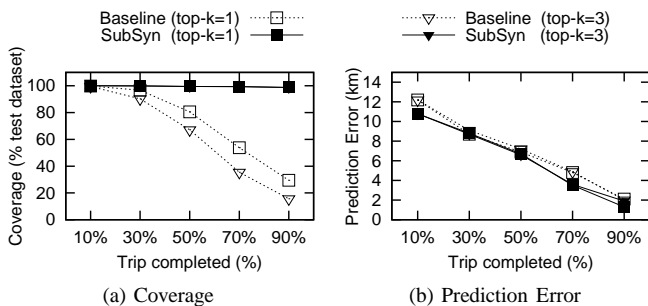 Baseline (top-k=1)
SubSyn (top-k=1)
Baseline (top-k=3)
SubSyn (top-k=3)
Coverage (% test dataset)
100
80
60
40
20
0
10% 30% 50% 70% 90%
Trip completed (%)
(a) Coverage
Prediction Error (km)
14
12
10
8
6
4
2
0
10% 30% 50% 70% 90%
Trip completed (%)
(b) Prediction Error